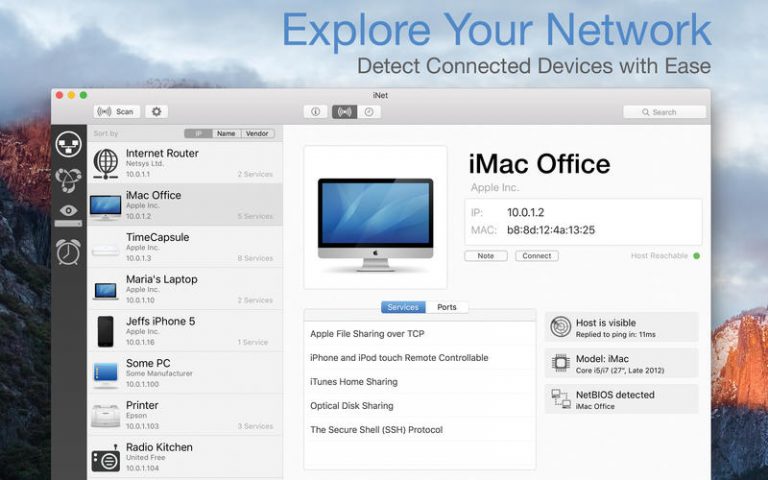 Explore Your Network
Detect Connected Devices with Ease
iNet
Scan
Search
Sort by
IP
Name
Vendor
Internet Router
Netsys Ltd.
10.0.1.1
2 Services
iMac Office
Apple Inc.
10.0.1.2
5 Services
TimeCapsule
Apple Inc.
10.0.1.3
8 Services
Maria's Laptop
Apple Inc.
10.0.1.10
2 Services
Jeffs iPhone 5
Apple Inc.
10.0.1.16
1 Service
Some PC
Some Manufacturer
10.0.1.100
Printer
Epson
10.0.1.103
3 Services
Radio Kitchen
United Free
10.0.1.104
iMac Office
Apple Inc.
IP: 10.0.1.2
MAC: b8:8d:12:4a:13:25
Note
Connect
Host Reachable
Services
Ports
Apple File Sharing over TCP
iPhone and iPod touch Remote Controllable
iTunes Home Sharing
Optical Disk Sharing
The Secure Shell (SSH) Protocol
Host is visible
Replied to ping in: 11ms
Model: iMac
Core i5/i7 (27", Late 2012)
NetBIOS detected
iMac Office